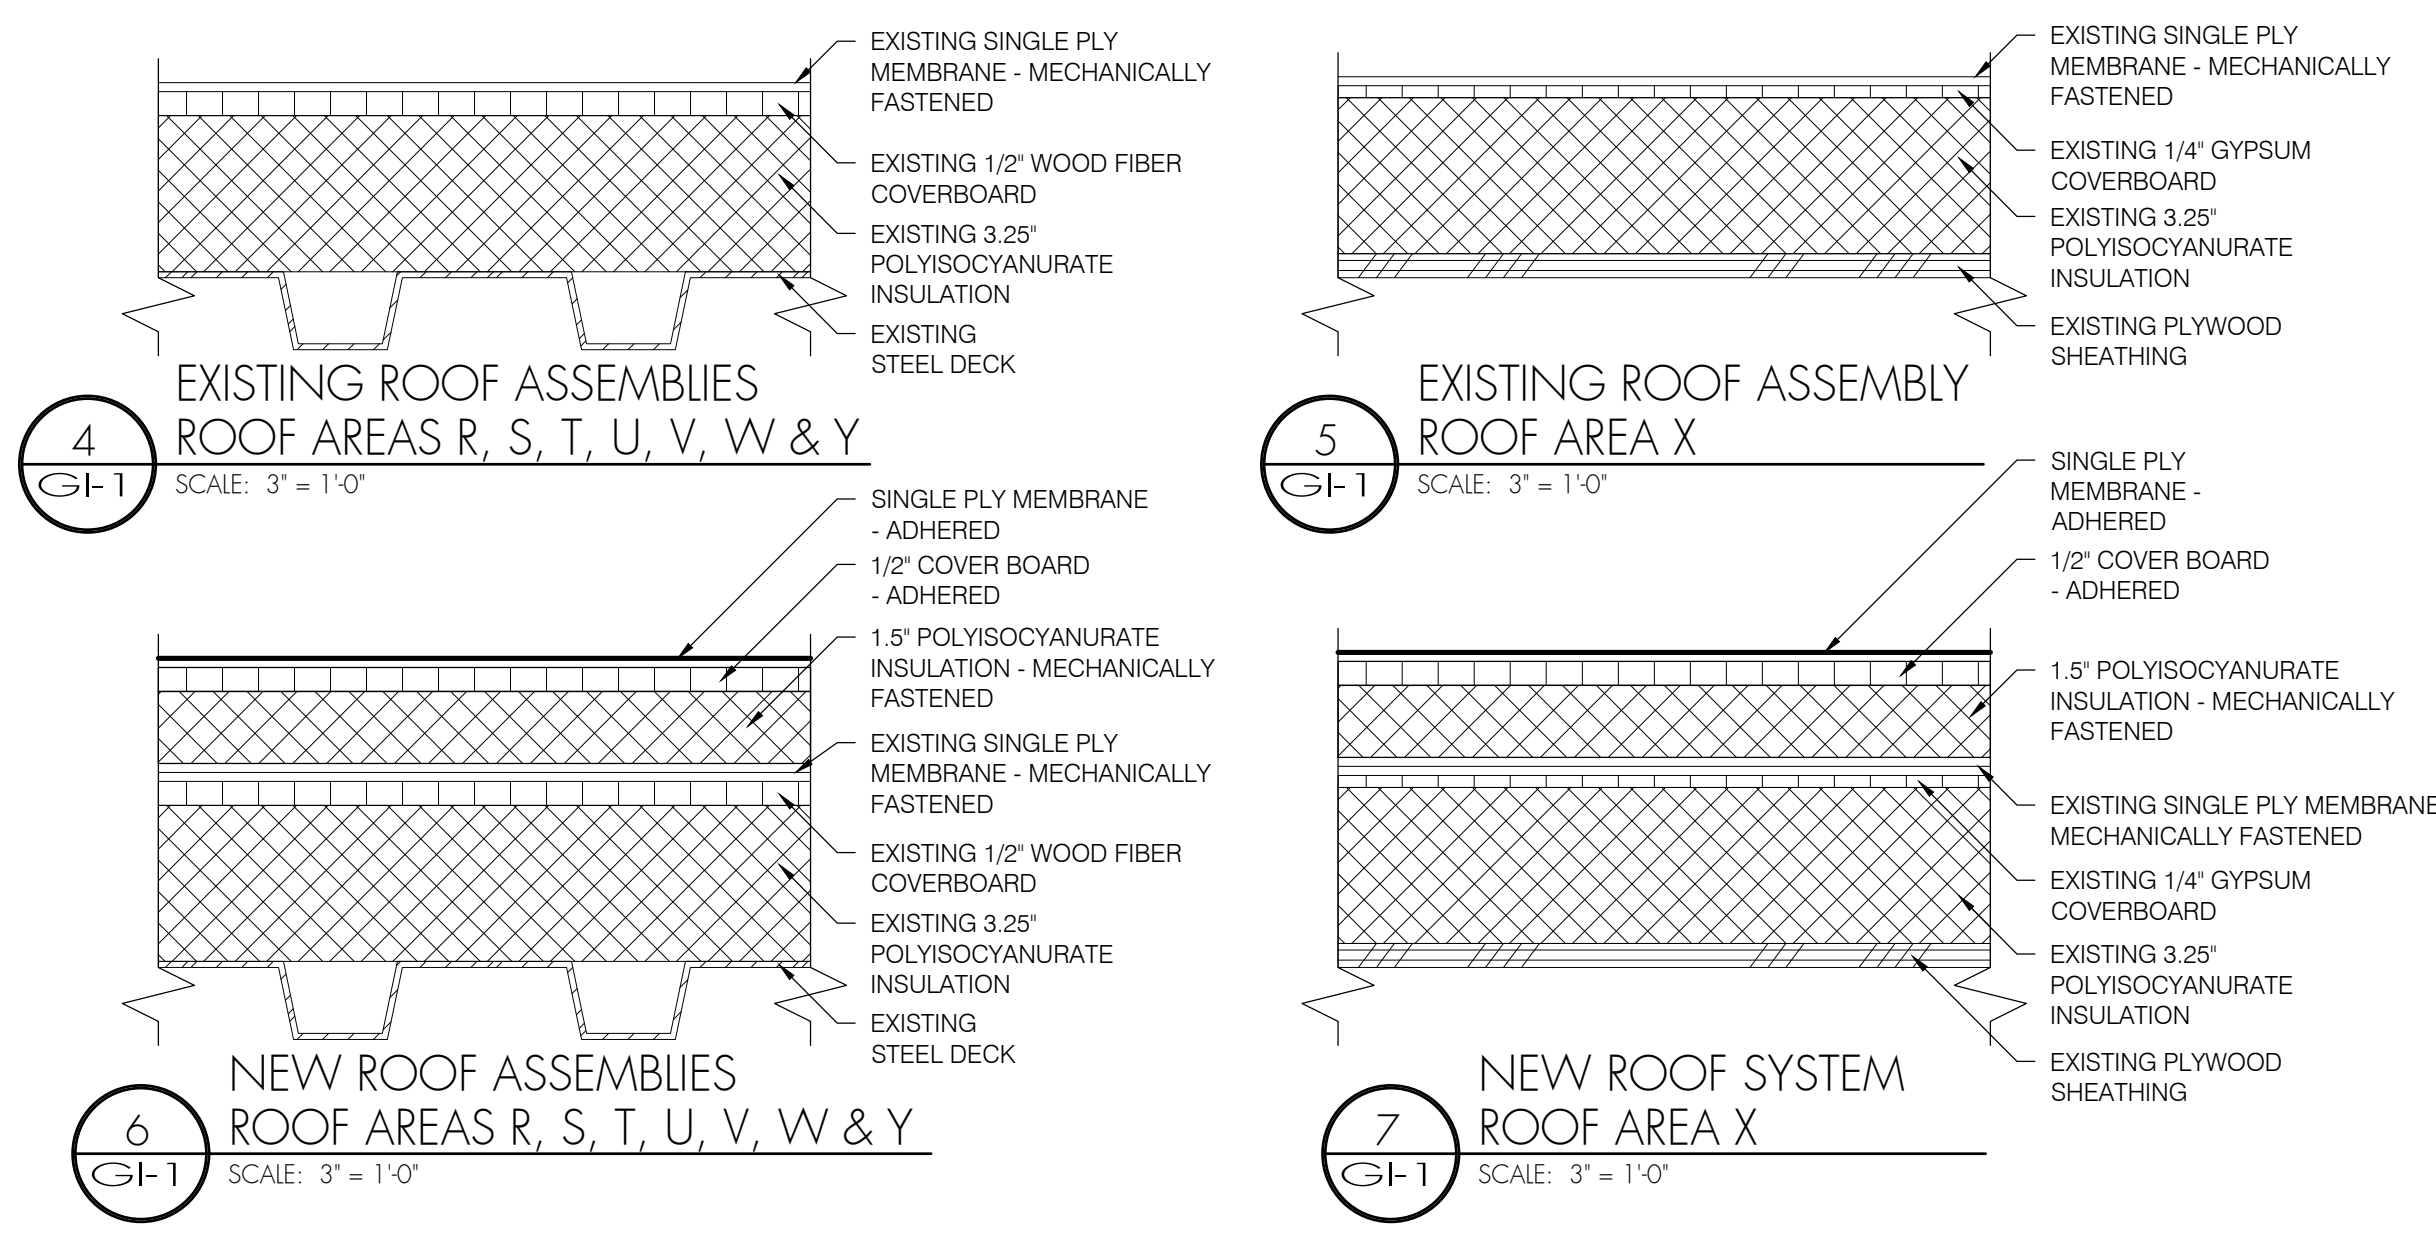 EXISTING SINGLE PLY
MEMBRANE - MECHANICALLY
FASTENED
EXISTING 1/2" WOOD FIBER
COVERBOARD
EXISTING 3.25"
POLYISOCYANURATE
INSULATION
EXISTING
STEEL DECK
4
GI-1
EXISTING ROOF ASSEMBLIES
ROOF AREAS R, S, T, U, V, W & Y
SCALE: 3" = 1'-0"
EXISTING SINGLE PLY
MEMBRANE - MECHANICALLY
FASTENED
EXISTING 1/4" GYPSUM
COVERBOARD
EXISTING 3.25"
POLYISOCYANURATE
INSULATION
EXISTING PLYWOOD
SHEATHING
5
GI-1
EXISTING ROOF ASSEMBLY
ROOF AREA X
SCALE: 3" = 1'-0"
SINGLE PLY MEMBRANE
- ADHERED
1/2" COVER BOARD
- ADHERED
1.5" POLYISOCYANURATE
INSULATION - MECHANICALLY
FASTENED
EXISTING SINGLE PLY
MEMBRANE - MECHANICALLY
FASTENED
EXISTING 1/2" WOOD FIBER
COVERBOARD
EXISTING 3.25"
POLYISOCYANURATE
INSULATION
EXISTING
STEEL DECK
6
GI-1
NEW ROOF ASSEMBLIES
ROOF AREAS R, S, T, U, V, W & Y
SCALE: 3" = 1'-0"
SINGLE PLY
MEMBRANE -
ADHERED
1/2" COVER BOARD
- ADHERED
1.5" POLYISOCYANURATE
INSULATION - MECHANICALLY
FASTENED
EXISTING SINGLE PLY MEMBRANE
MECHANICALLY FASTENED
EXISTING 1/4" GYPSUM
COVERBOARD
EXISTING 3.25"
POLYISOCYANURATE
INSULATION
EXISTING PLYWOOD
SHEATHING
7
GI-1
NEW ROOF SYSTEM
ROOF AREA X
SCALE: 3" = 1'-0"